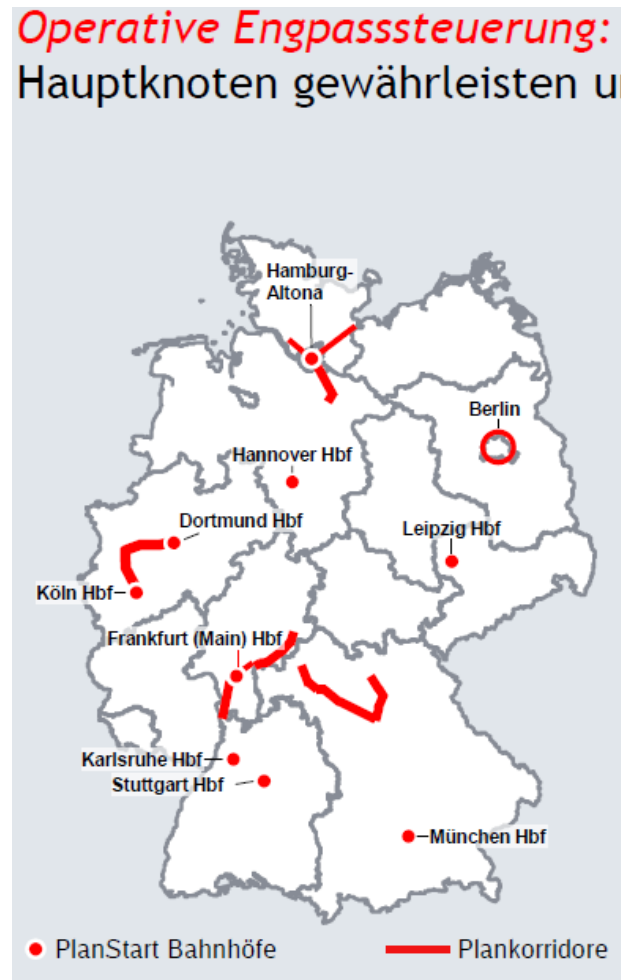 Operative Engpasssteuerung:
Hauptknoten gewährleisten u
Hamburg-
Altona
Berlin
Hannover Hbf
Dortmund Hbf
Leipzig Hbf
Köln Hbf
Frankfurt (Main) Hbf
Karlsruhe Hbf
Stuttgart Hbf
München Hbf
PlanStart Bahnhöfe
Plankorridore